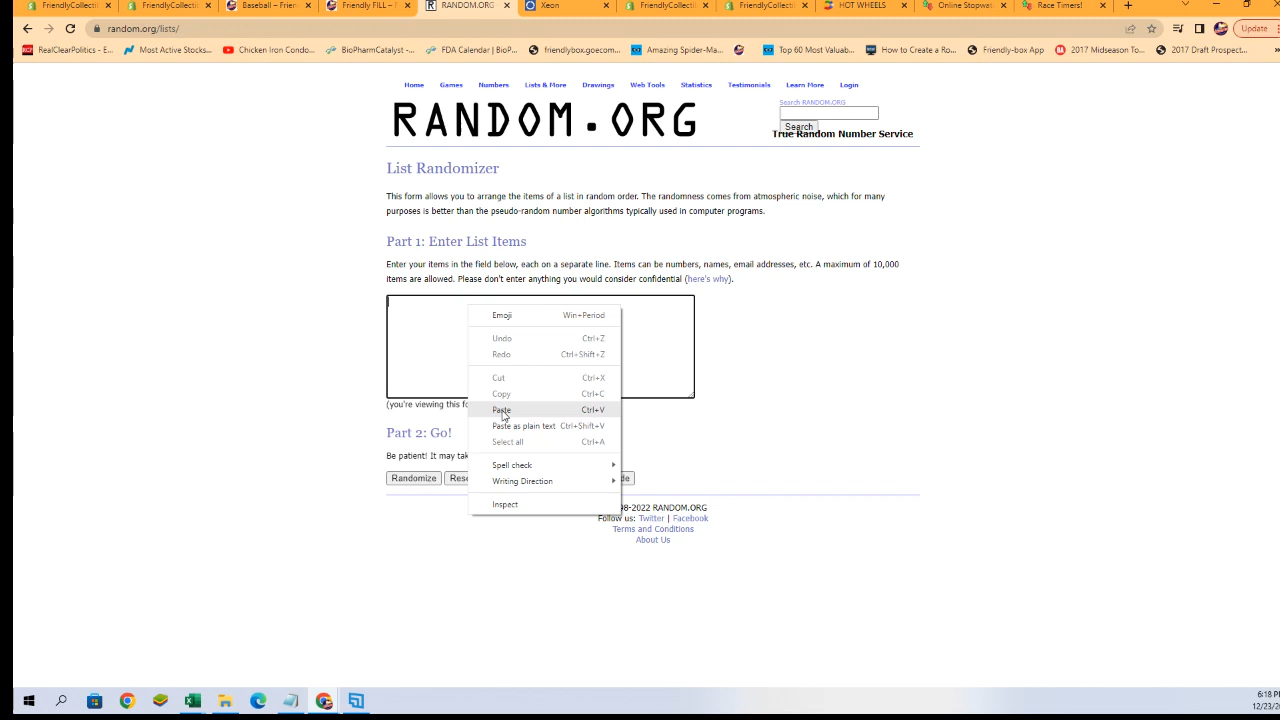 FriendlyCollecti
FriendlyCollecti
Baseball – Frien
Friendly FILL – F
RANDOM.ORG
Xeon
FriendlyCollecti
FriendlyCollecti
HOT WHEELS
Online Stopwat
Race Timers!
random.org/lists/
Update
RealClearPolitics - E...
Most Active Stocks...
Chicken Iron Condo...
BioPharmCatalyst -...
FDA Calendar | BioP...
friendlybox.goecom...
Amazing Spider-Ma...
Top 60 Most Valuab...
How to Create a Ro...
Friendly-box App
2017 Midseason To...
2017 Draft Prospect...
Home Games Numbers Lists & More Drawings Web Tools Statistics Testimonials Learn More Login
RANDOM.ORG
Search RANDOM.ORG
Search
True Random Number Service
List Randomizer
This form allows you to arrange the items of a list in random order. The randomness comes from atmospheric noise, which for many
purposes is better than the pseudo-random number algorithms typically used in computer programs.
Part 1: Enter List Items
Enter your items in the field below, each on a separate line. Items can be numbers, names, email addresses, etc. A maximum of 10,000
items are allowed. Please don't enter anything you would consider confidential (here's why).
Emoji Win+Period
Undo Ctrl+Z
Redo Ctrl+Shift+Z
Cut Ctrl+X
Copy Ctrl+C
Paste Ctrl+V
Paste as plain text Ctrl+Shift+V
Select all Ctrl+A
Spell check
Writing Direction
Inspect
(you're viewing this fo
Part 2: Go!
Be patient! It may tak
Randomize Rese de
98-2022 RANDOM.ORG
Follow us: Twitter | Facebook
Terms and Conditions
About Us
6:18 PM
12/23/20